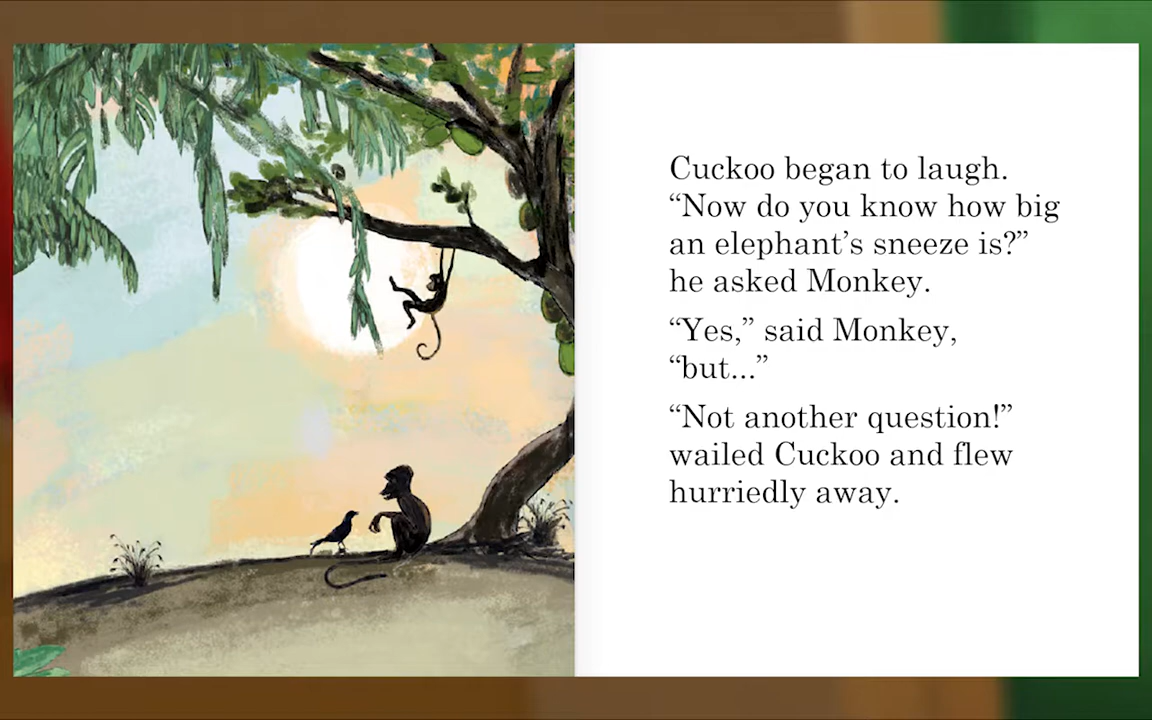 Cuckoo began to laugh.
“Now do you know how big
an elephant’s sneeze is?”
he asked Monkey.
“Yes,” said Monkey,
“but...”
“Not another question!”
wailed Cuckoo and flew
hurriedly away.